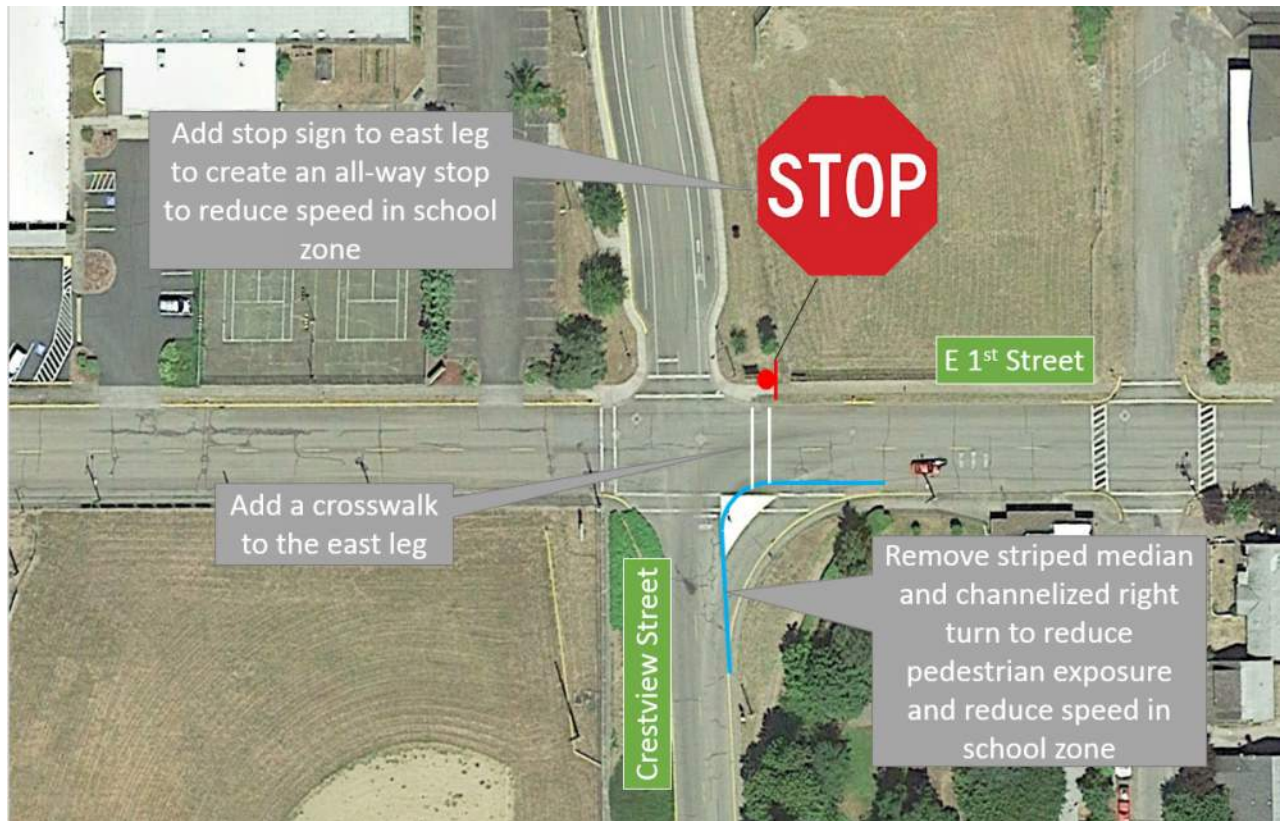 Add stop sign to east leg
to create an all-way stop
to reduce speed in school
zone
STOP
E 1st Street
Add a crosswalk
to the east leg
Crestview Street
Remove striped median
and channelized right
turn to reduce
pedestrian exposure
and reduce speed in
school zone